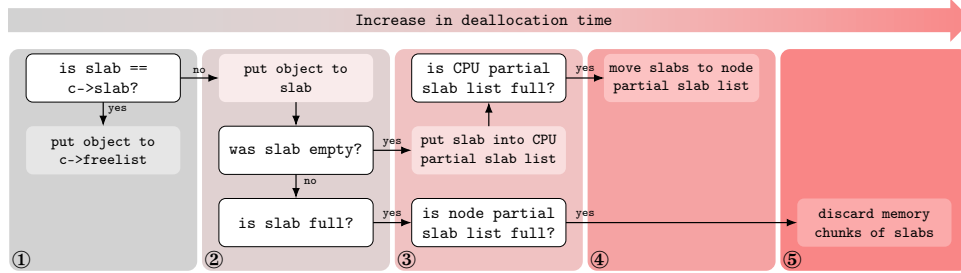 Increase in deallocation time
is slab ==
c->slab?
yes
no
put object to
c->freelist
①
put object to
slab
was slab empty?
yes
no
is slab full?
yes
②
is CPU partial
slab list full?
yes
put slab into CPU
partial slab list
is node partial
slab list full?
yes
③
move slabs to node
partial slab list
④
discard memory
chunks of slabs
⑤